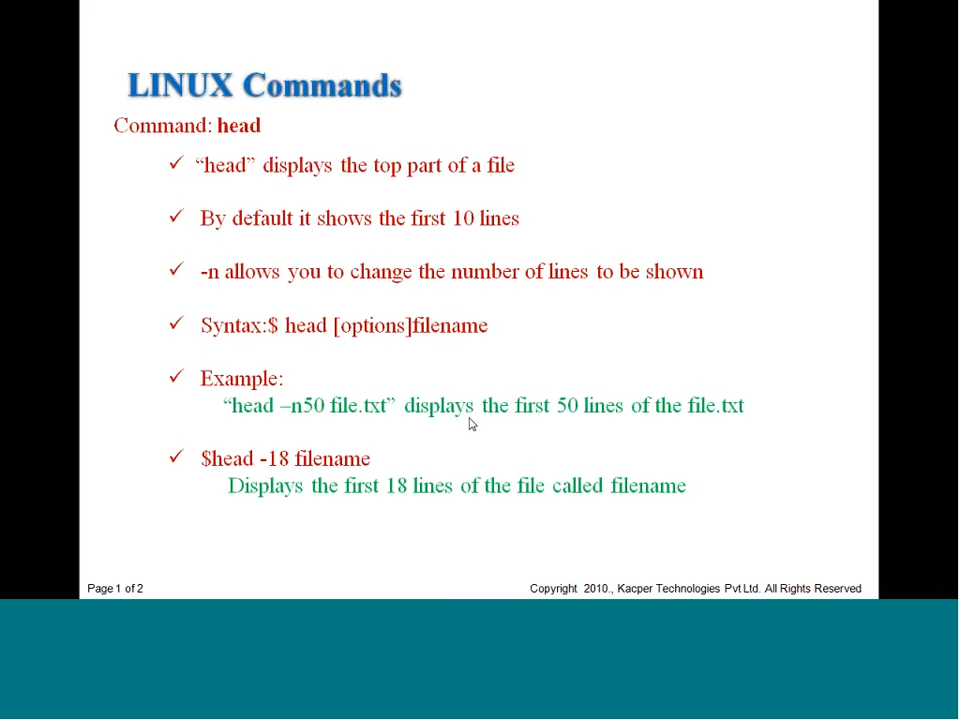 LINUX Commands
Command: head
“head” displays the top part of a file
By default it shows the first 10 lines
-n allows you to change the number of lines to be shown
Syntax:$ head [options]filename
Example:
“head –n50 file.txt” displays the first 50 lines of the file.txt
$head -18 filename
Displays the first 18 lines of the file called filename
Page 1 of 2
Copyright 2010., Kacper Technologies Pvt Ltd. All Rights Reserved